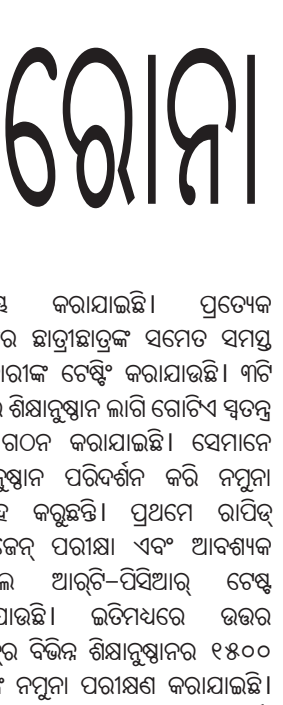 ରୋନା
କରାଯାଇଛି। ପ୍ରତ୍ୟେକ
ର ଛାତ୍ରୀଛାତ୍ରଙ୍କ ସମେତ ସମସ୍ତ
ଟେଷ୍ଟିଂ କରାଯାଉଛି। ୩ଟି
ଶିକ୍ଷାନୁଷ୍ଠାନ ଲାଗି ଗୋଟିଏ ସ୍ୱତନ୍ତ୍ର
ଗଠନ କରାଯାଇଛି। ସେମାନେ
ପରିଦର୍ଶନ କରି ନମୁନା
କରୁଛନ୍ତି। ପ୍ରଥମେ ରାପିଡ୍
ପରୀକ୍ଷା ଏବଂ ଆବଶ୍ୟକ
ଆର୍‌ଟି–ପିସିଆର୍ ଟେଷ୍ଟ
ଇତିମଧ୍ୟରେ ଉତ୍ତର
ବିଭିନ୍ନ ଶିକ୍ଷାନୁଷ୍ଠାନର ୧୫୦୦
ନମୁନା ପରୀକ୍ଷଣ କରାଯାଇଛି।